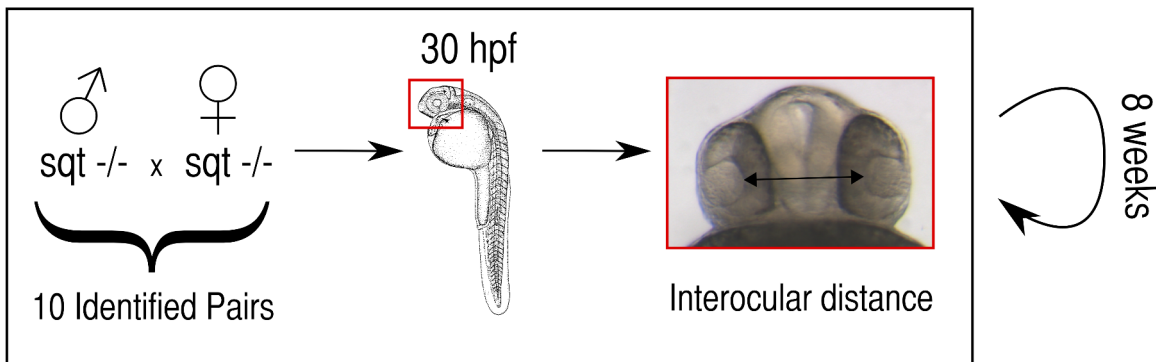 ♂ ♀
sqt -/- x sqt -/-
10 Identified Pairs
30 hpf
Interocular distance
8 weeks